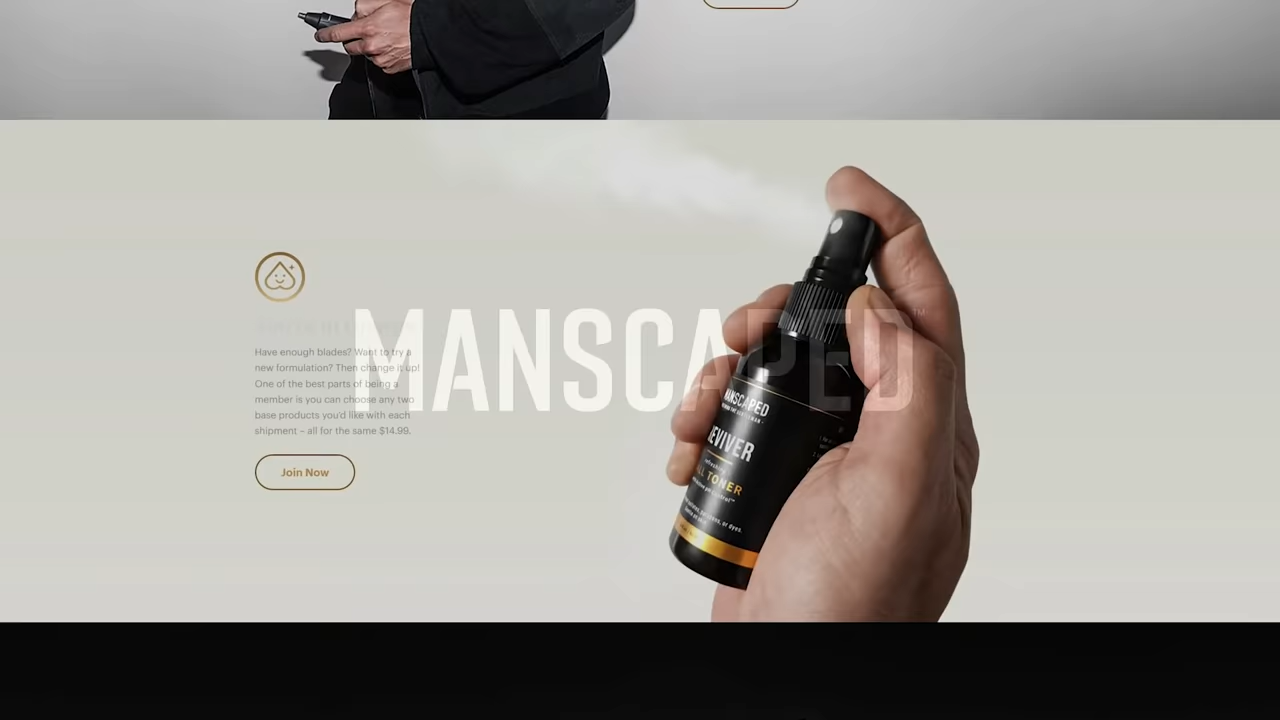 MANSCAPED
TM
Have enough blades? Want to try a
new formulation? Then change it up!
One of the best parts of being a
member is you can choose any two
base products you'd like with each
shipment – all for the same $14.99.
Join Now
MANSCAPED
REVIVER
TONER